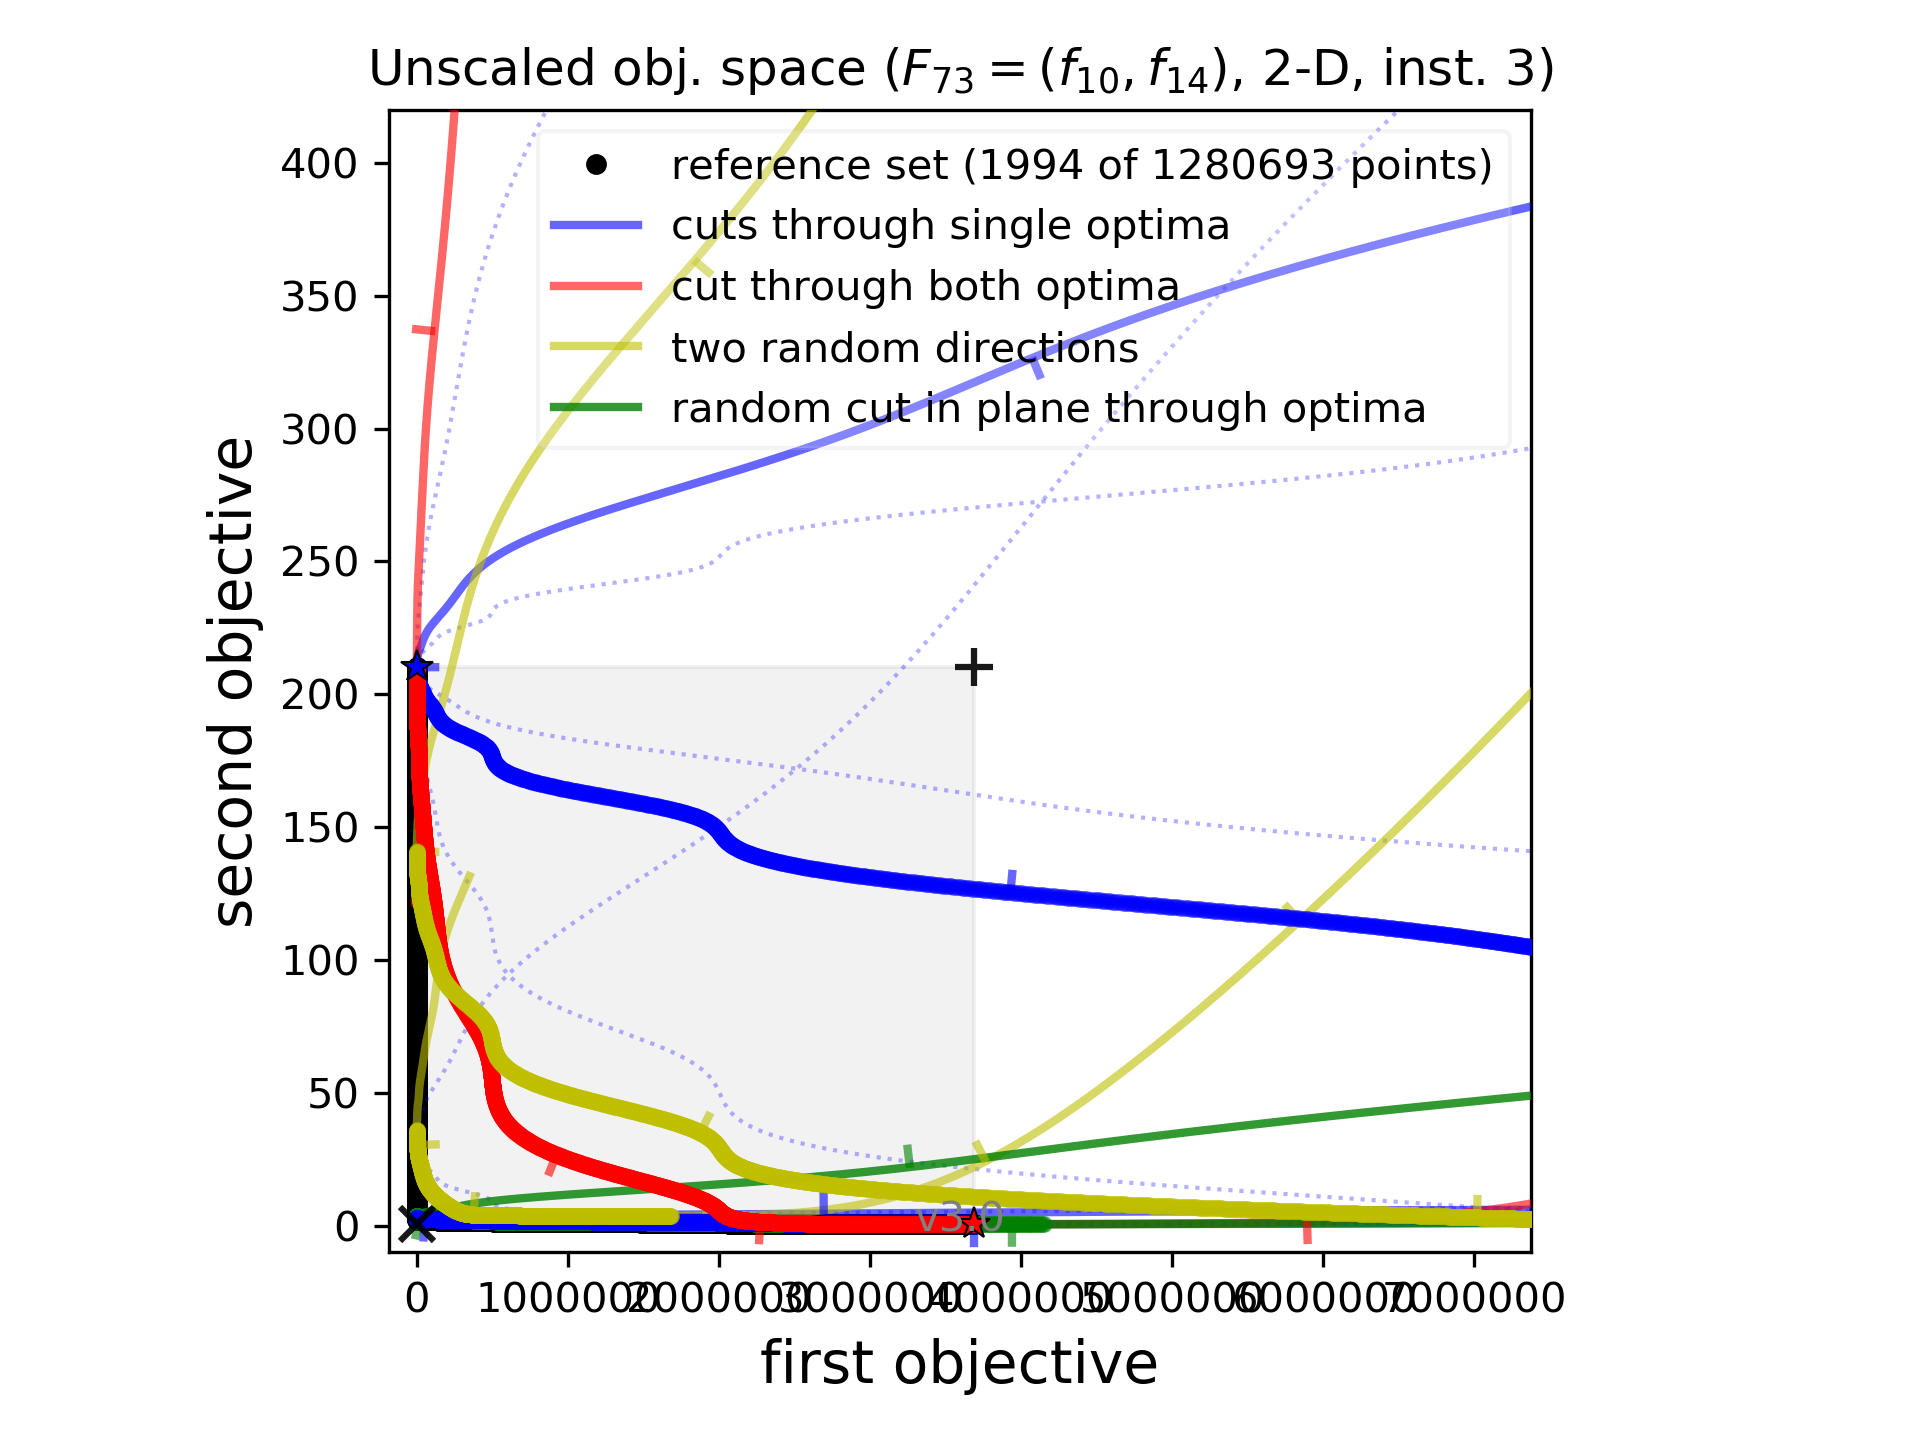 Unscaled obj. space (F73 = (f10, f14), 2-D, inst. 3)
reference set (1994 of 1280693 points)
cuts through single optima
cut through both optima
two random directions
random cut in plane through optima
400
350
300
250
200
150
100
50
0
second objective
v3.0
0 1000000 2000000 3000000 4000000 5000000 6000000 7000000
first objective